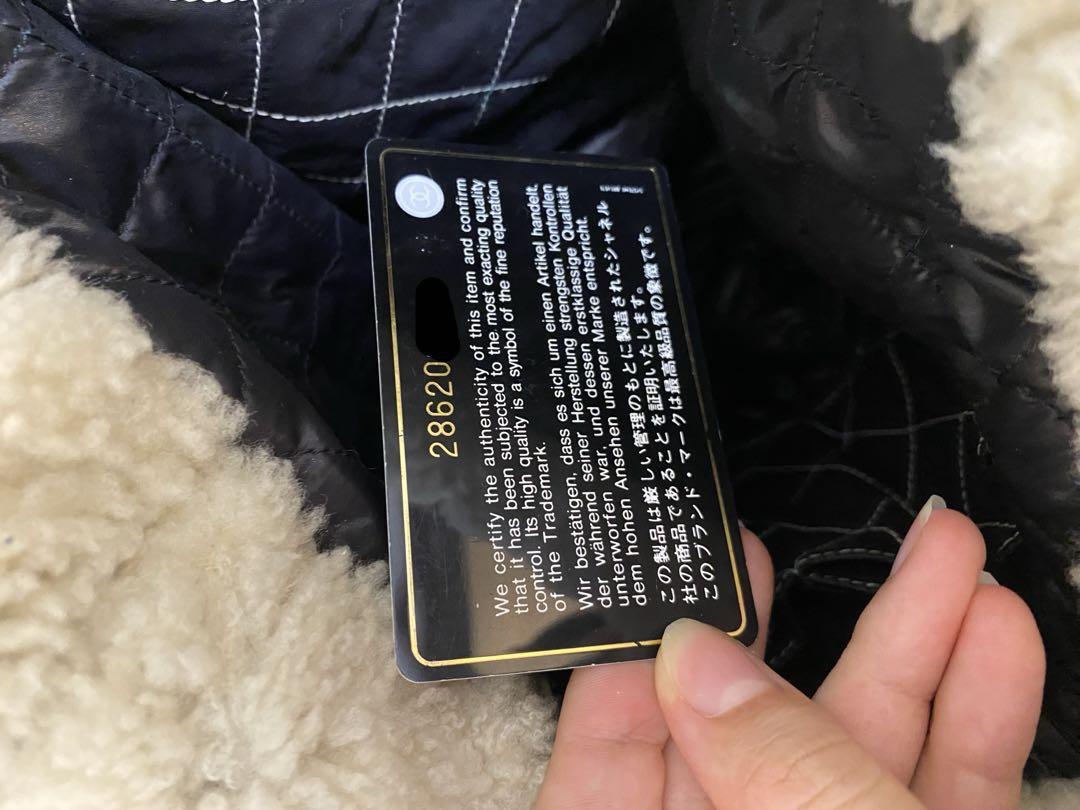 28620
We certify the authenticity of this item and confirm
that it has been subjected to the most exacting quality
control. Its high quality is a symbol of the fine reputation
of the Trademark.
Wir bestätigen, dass es sich um einen Artikel handelt,
der während seiner Herstellung strengsten Kontrollen
unterworfen war, und dessen erstklassige Qualität
dem hohen Ansehen unserer Marke entspricht.
この製品は厳しい管理のもとに製造されたシャネル
社の商品であることを証明いたします。
このブランド・マークは最高級品質の象徴です。